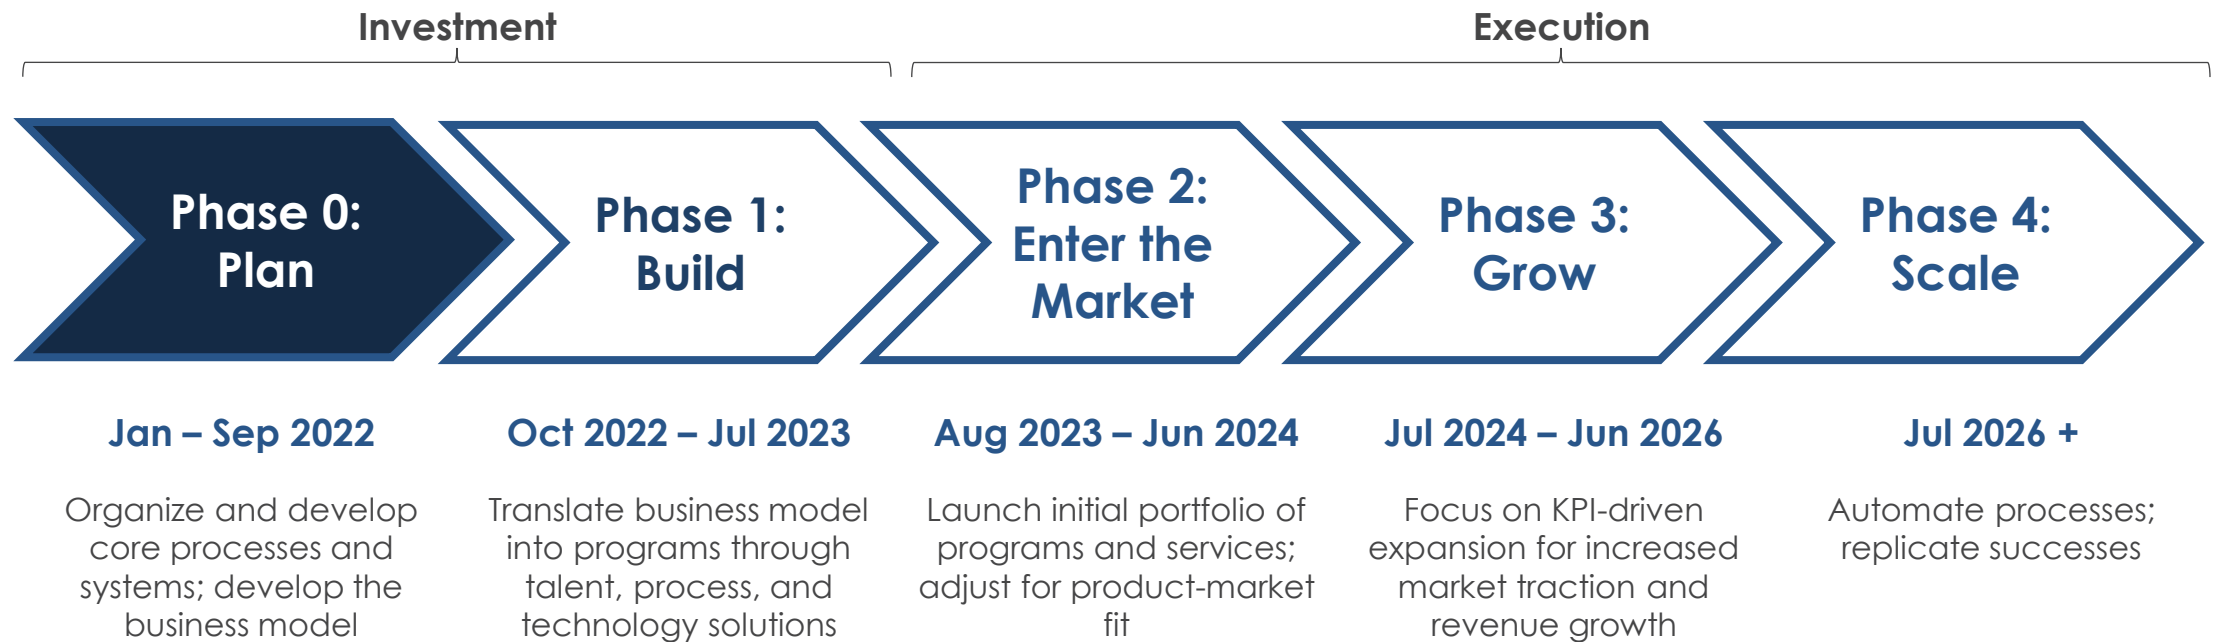 Investment
Execution
Phase 0:
Plan
Phase 1:
Build
Phase 2:
Enter the
Market
Phase 3:
Grow
Phase 4:
Scale
Jan – Sep 2022
Oct 2022 – Jul 2023
Aug 2023 – Jun 2024
Jul 2024 – Jun 2026
Jul 2026 +
Organize and develop
core processes and
systems; develop the
business model
Translate business model
into programs through
talent, process, and
technology solutions
Launch initial portfolio of
programs and services;
adjust for product-market
fit
Focus on KPI-driven
expansion for increased
market traction and
revenue growth
Automate processes;
replicate successes